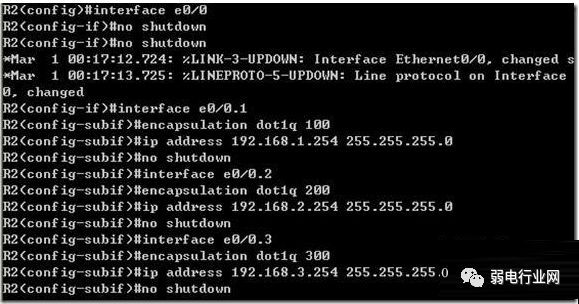 R2(config)#interface e0/0
R2(config-if)#no shutdown
R2(config-if)#no shutdown
*Mar  1 00:17:12.724: %LINK-3-UPDOWN: Interface Ethernet0/0, changed s
*Mar  1 00:17:13.725: %LINEPROTO-5-UPDOWN: Line protocol on Interface
0, changed
R2(config-if)#interface e0/0.1
R2(config-subif)#encapsulation dot1q 100
R2(config-subif)#ip address 192.168.1.254 255.255.255.0
R2(config-subif)#no shutdown
R2(config-subif)#interface e0/0.2
R2(config-subif)#encapsulation dot1q 200
R2(config-subif)#ip address 192.168.2.254 255.255.255.0
R2(config-subif)#no shutdown
R2(config-subif)#interface e0/0.3
R2(config-subif)#encapsulation dot1q 300
R2(config-subif)#ip address 192.168.3.254 255.255.255.0
R2(config-subif)#no shutdown
弱电行业网